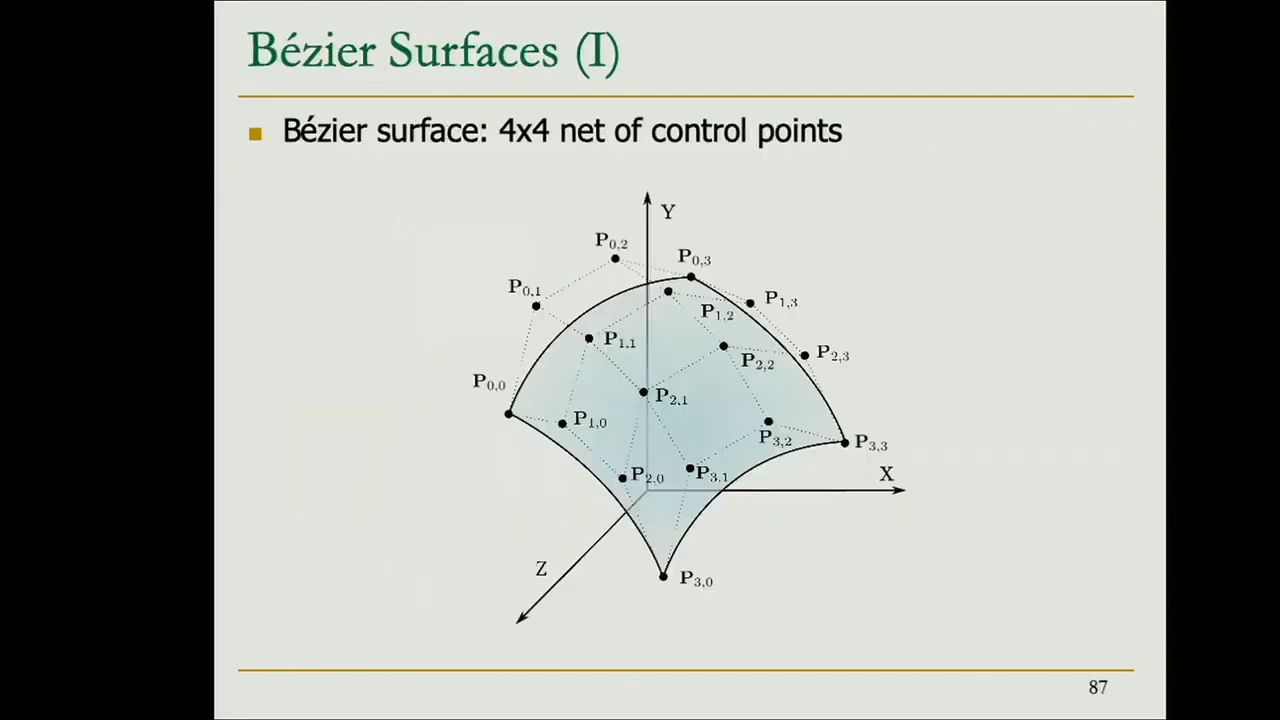 Bézier Surfaces (I)
Bézier surface: 4x4 net of control points
Y
P0,2
P0,3
P0,1
P1,3
P1,2
P1,1
P2,3
P2,2
P0,0
P2,1
P1,0
P3,2
P3,3
P2,0
P3,1
X
Z
P3,0
87